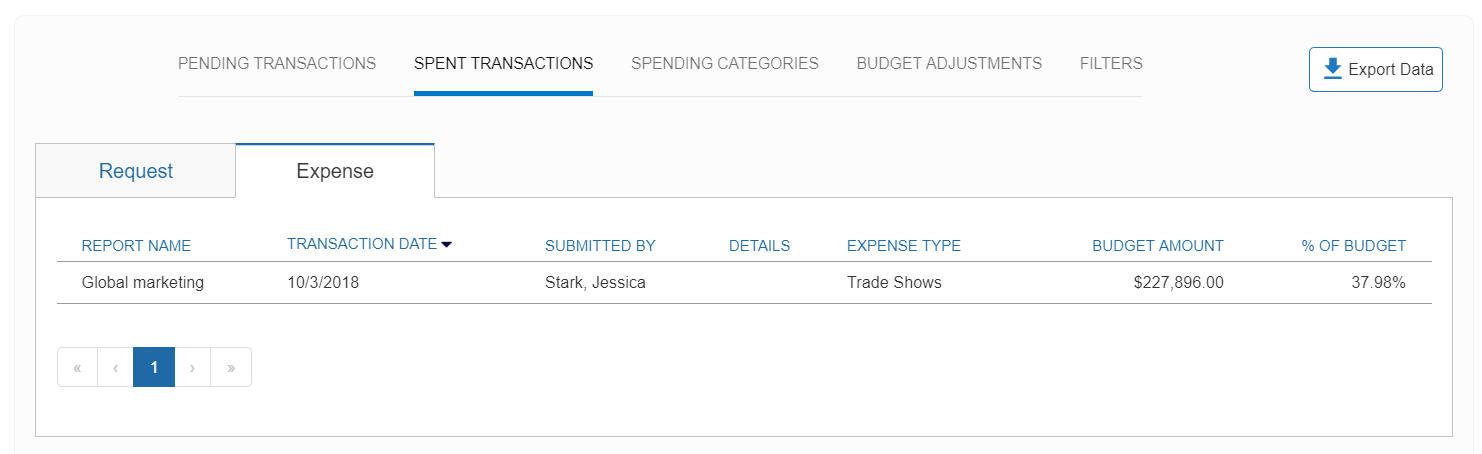 PENDING TRANSACTIONS SPENT TRANSACTIONS SPENDING CATEGORIES BUDGET ADJUSTMENTS FILTERS Export Data
Request Expense
REPORT NAME TRANSACTION DATE SUBMITTED BY DETAILS EXPENSE TYPE BUDGET AMOUNT % OF BUDGET
Global marketing 10/3/2018 Stark, Jessica Trade Shows $227,896.00 37.98%
« ‹ 1 › »